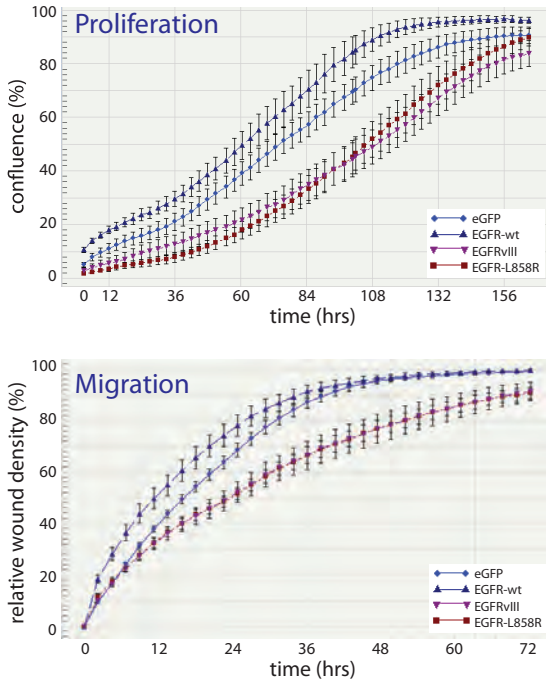 Proliferation
confluence (%)
100
80
60
40
20
0
eGFP
EGFR-wt
EGFRvIII
EGFR-L858R
0 12 36 60 84 108 132 156
time (hrs)
Migration
relative wound density (%)
100
80
60
40
20
0
eGFP
EGFR-wt
EGFRvIII
EGFR-L858R
0 12 24 36 48 60 72
time (hrs)